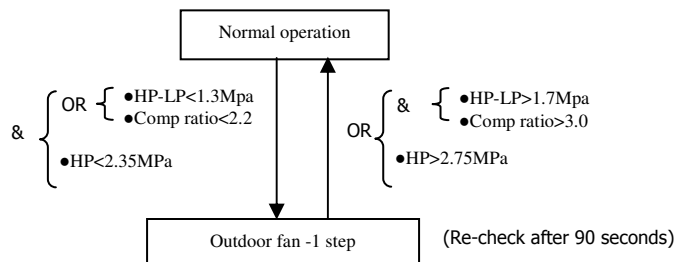 Normal operation
OR { ●HP-LP<1.3Mpa
●Comp ratio<2.2
& {
●HP<2.35MPa
& { ●HP-LP>1.7Mpa
●Comp ratio>3.0
OR {
●HP>2.75MPa
Outdoor fan -1 step
(Re-check after 90 seconds)